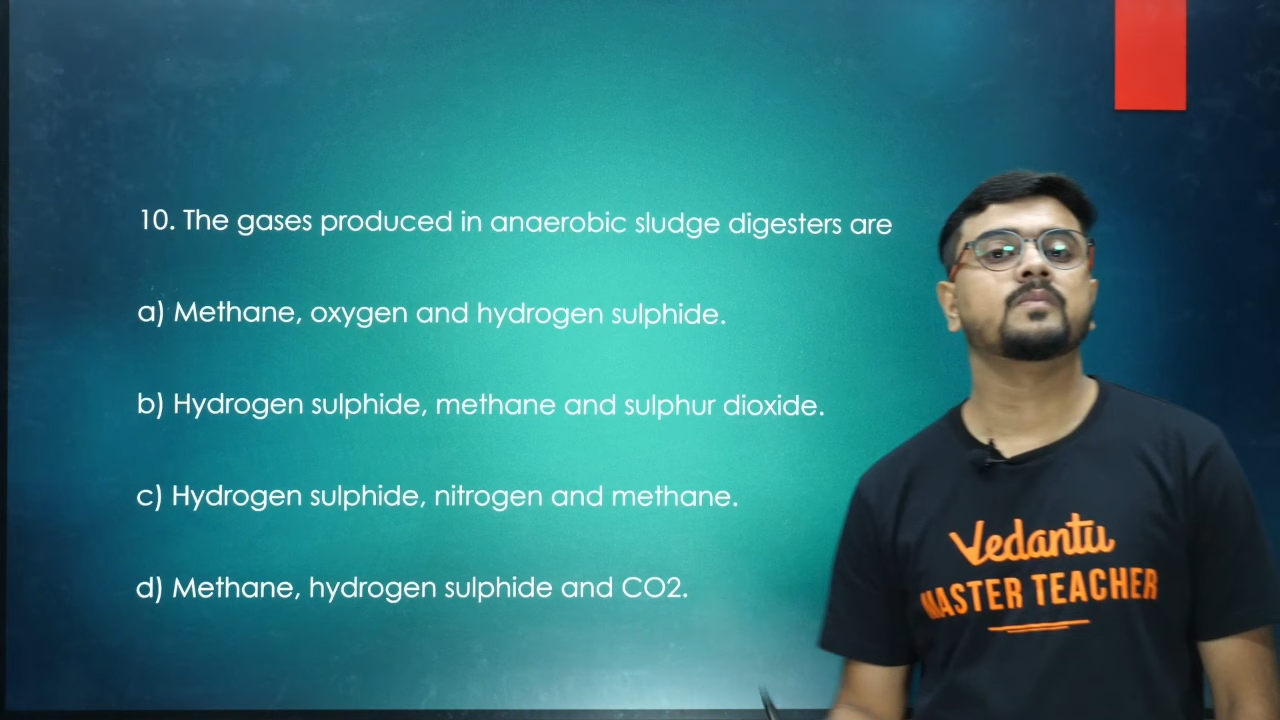 10. The gases produced in anaerobic sludge digesters are
a) Methane, oxygen and hydrogen sulphide.
b) Hydrogen sulphide, methane and sulphur dioxide.
c) Hydrogen sulphide, nitrogen and methane.
d) Methane, hydrogen sulphide and CO2.
Vedantu
MASTER TEACHER